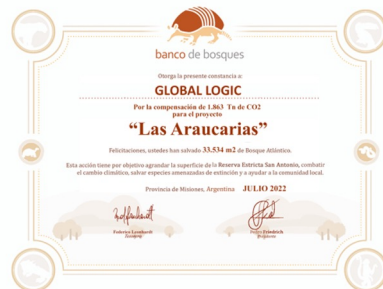 banco de bosques
Otorga la presente constancia a:
GLOBAL LOGIC
Por la compensación de 1.863 Tn de CO2
para el proyecto
“Las Araucarias”
Felicitaciones, ustedes han salvado 33.534 m2 de Bosque Atlántico.
Esta acción tiene por objetivo agrandar la superficie de la Reserva Estricta San Antonio, combatir
el cambio climático, salvar especies amenazadas de extinción y a ayudar a la comunidad local.
Provincia de Misiones, Argentina JULIO 2022
Federico Leonhardt
Pedro Friedrich
Presidente